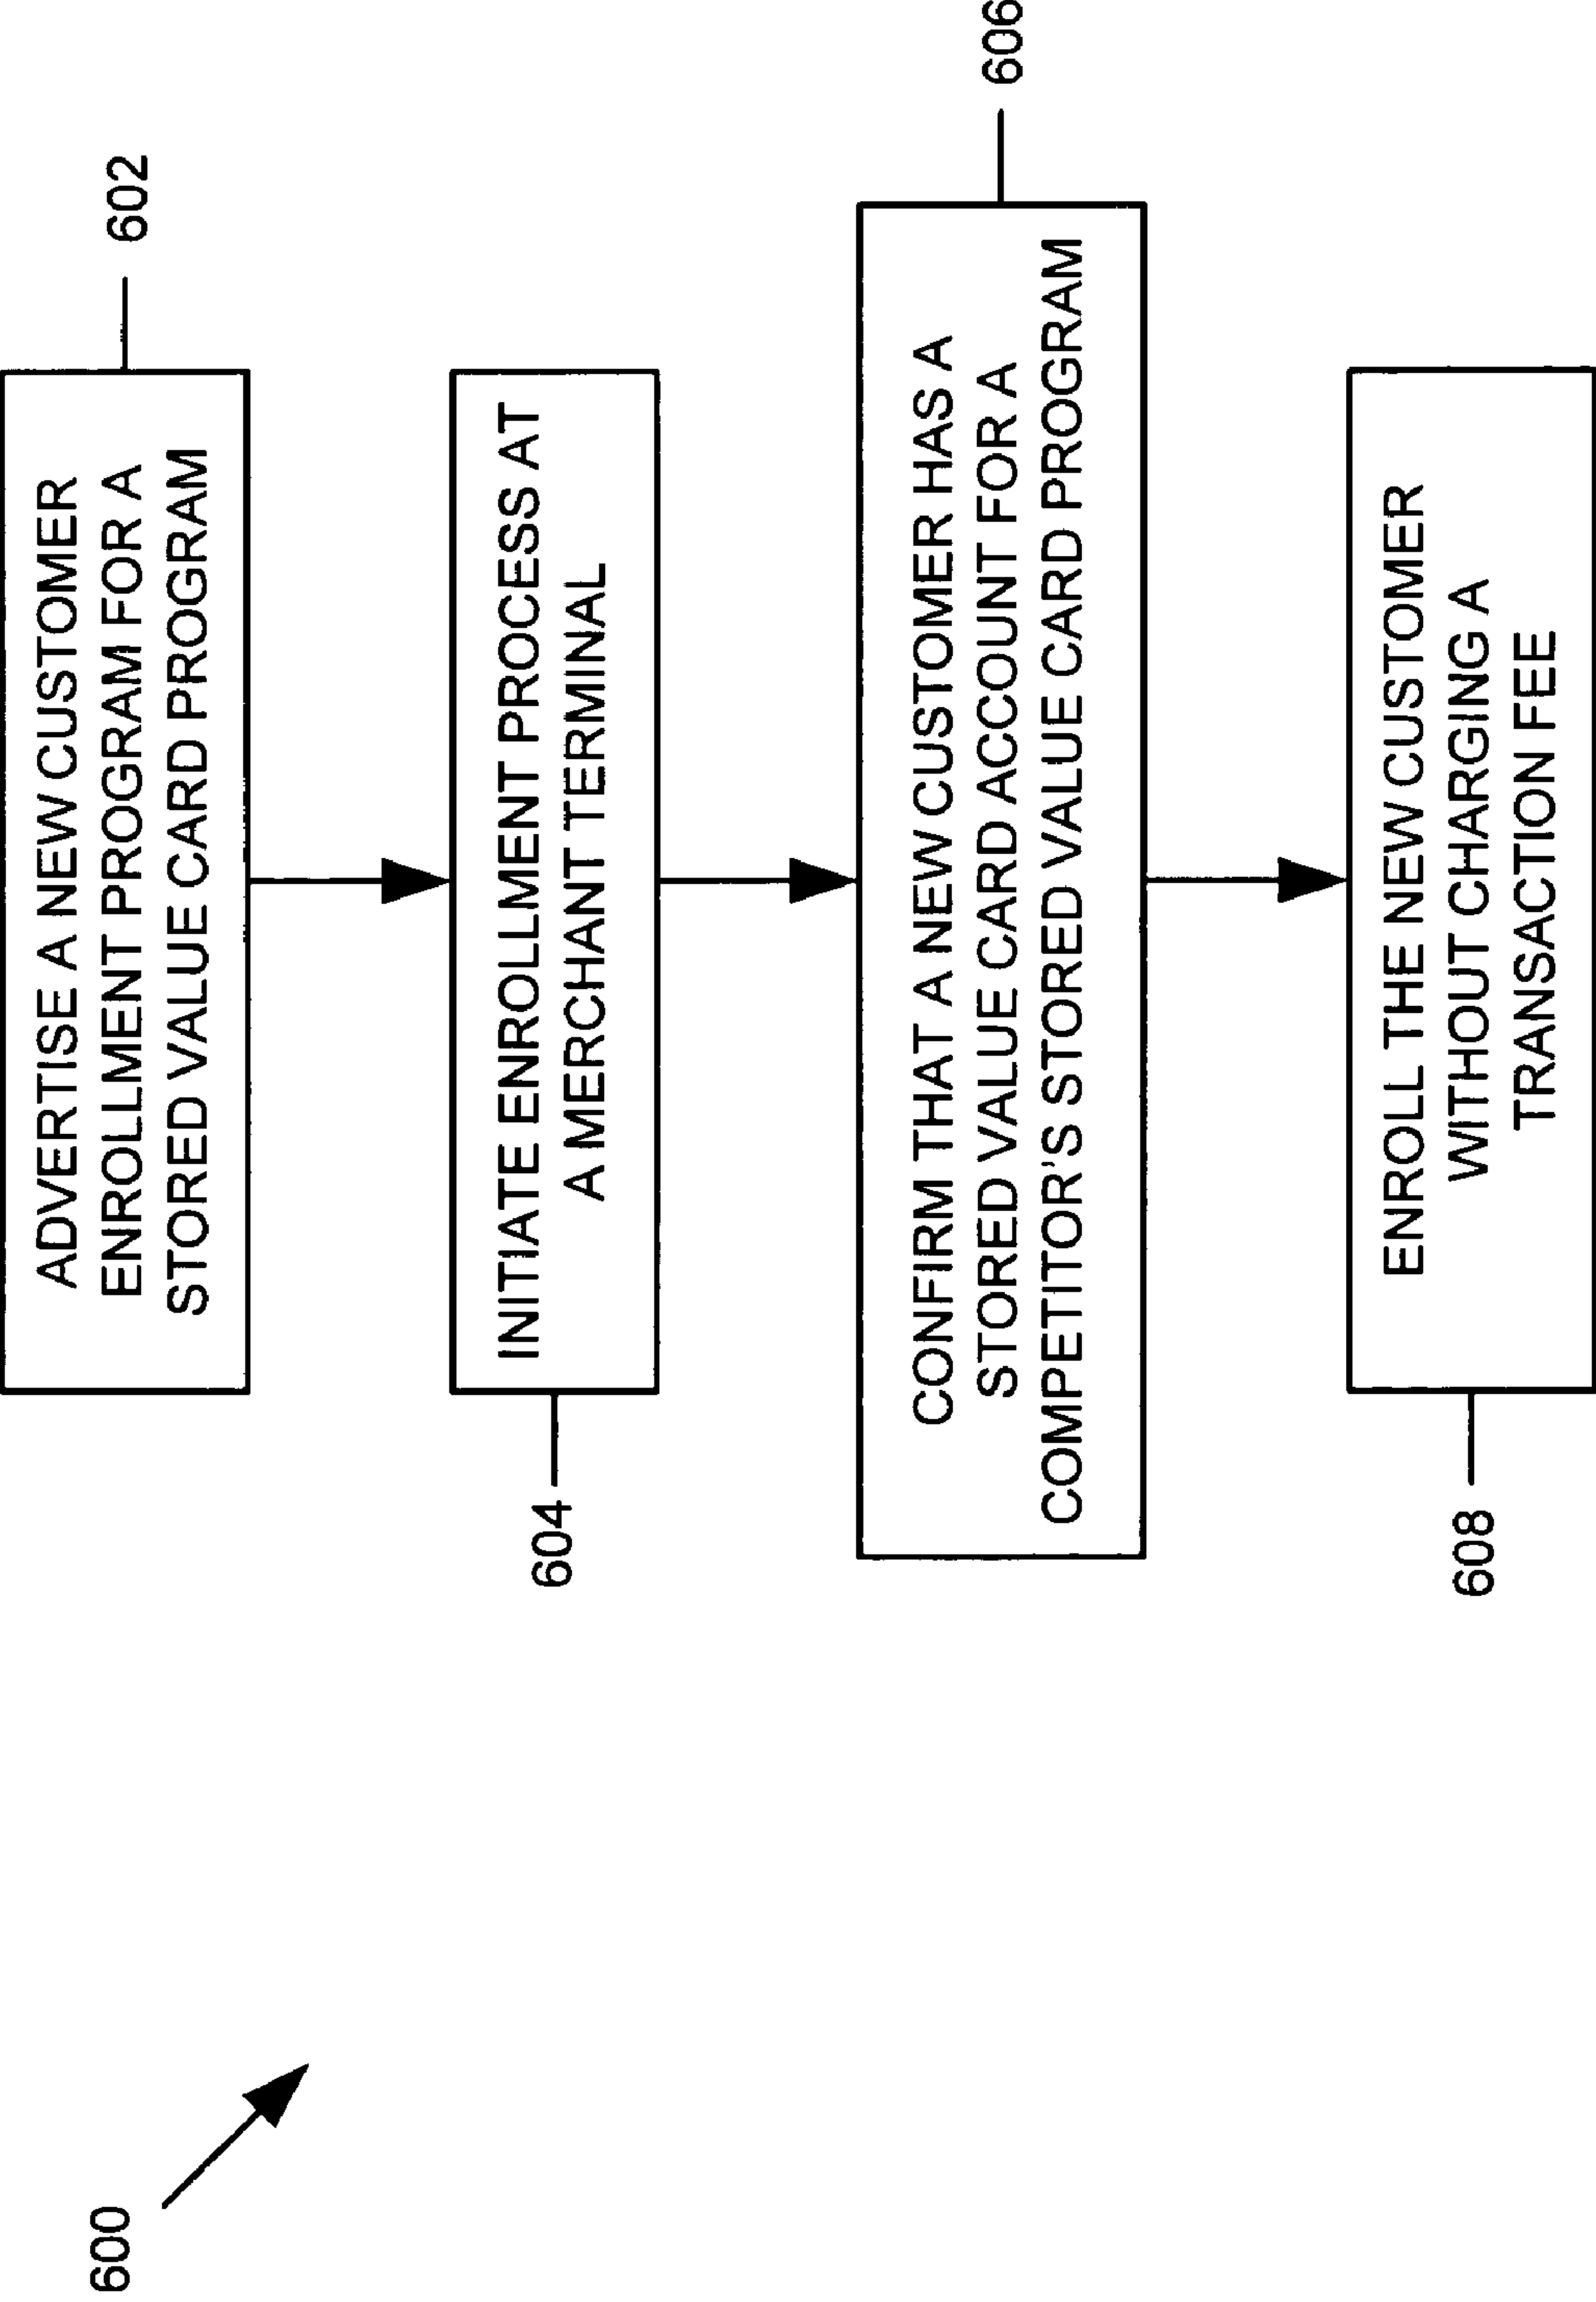 600
ADVERTISE A NEW CUSTOMER
ENROLLMENT PROGRAM FOR A
STORED VALUE CARD PROGRAM
602
INITIATE ENROLLMENT PROCESS AT
A MERCHANT TERMINAL
604
CONFIRM THAT A NEW CUSTOMER HAS A
STORED VALUE CARD ACCOUNT FOR A
COMPETITOR'S STORED VALUE CARD PROGRAM
606
ENROLL THE NEW CUSTOMER
WITHOUT CHARGING A
TRANSACTION FEE
608